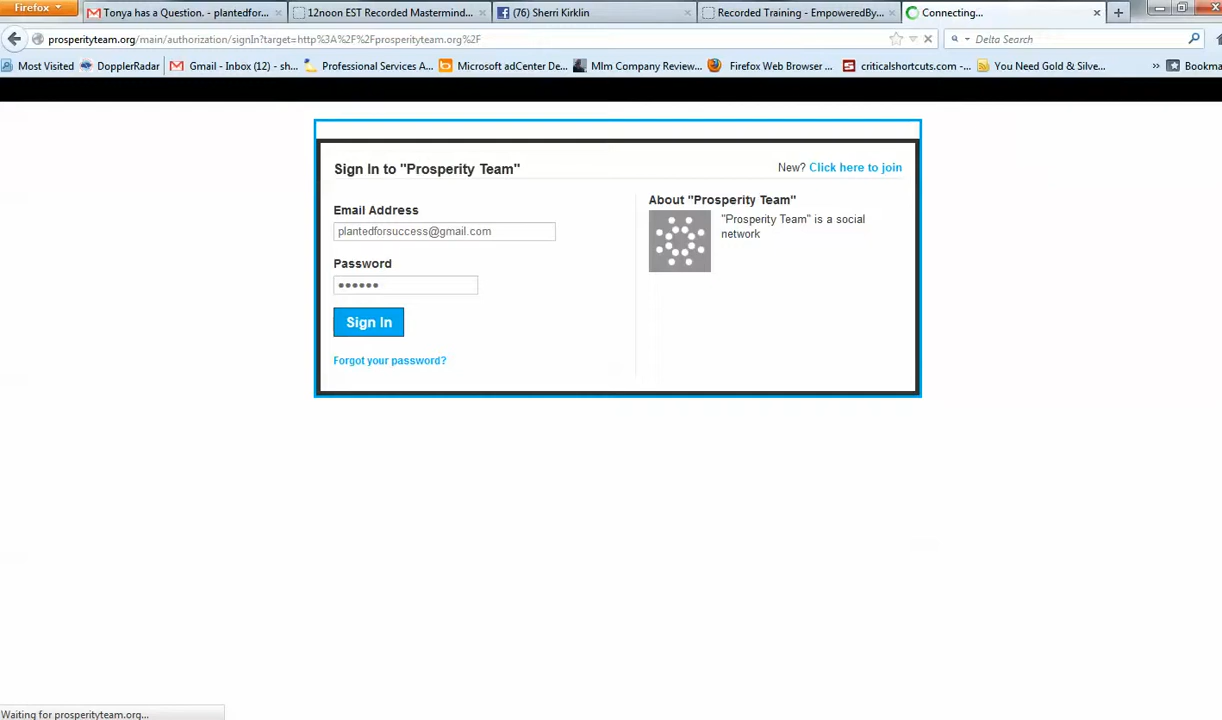 Firefox
Tonya has a Question. - plantedfor...
12noon EST Recorded Mastermind...
(76) Sherri Kirklin
Recorded Training - EmpoweredBy...
Connecting...
prosperityteam.org/main/authorization/signIn?target=http%3A%2F%2Fprosperityteam.org%2F
Delta Search
Most Visited
DopplerRadar
Gmail - Inbox (12) - sh...
Professional Services A...
Microsoft adCenter De...
Mlm Company Review...
Firefox Web Browser ...
criticalshortcuts.com -...
You Need Gold & Silve...
»
Bookma
Sign In to "Prosperity Team"
New? Click here to join
Email Address
plantedforsuccess@gmail.com
Password
Sign In
Forgot your password?
About "Prosperity Team"
"Prosperity Team" is a social
network
Waiting for prosperityteam.org...